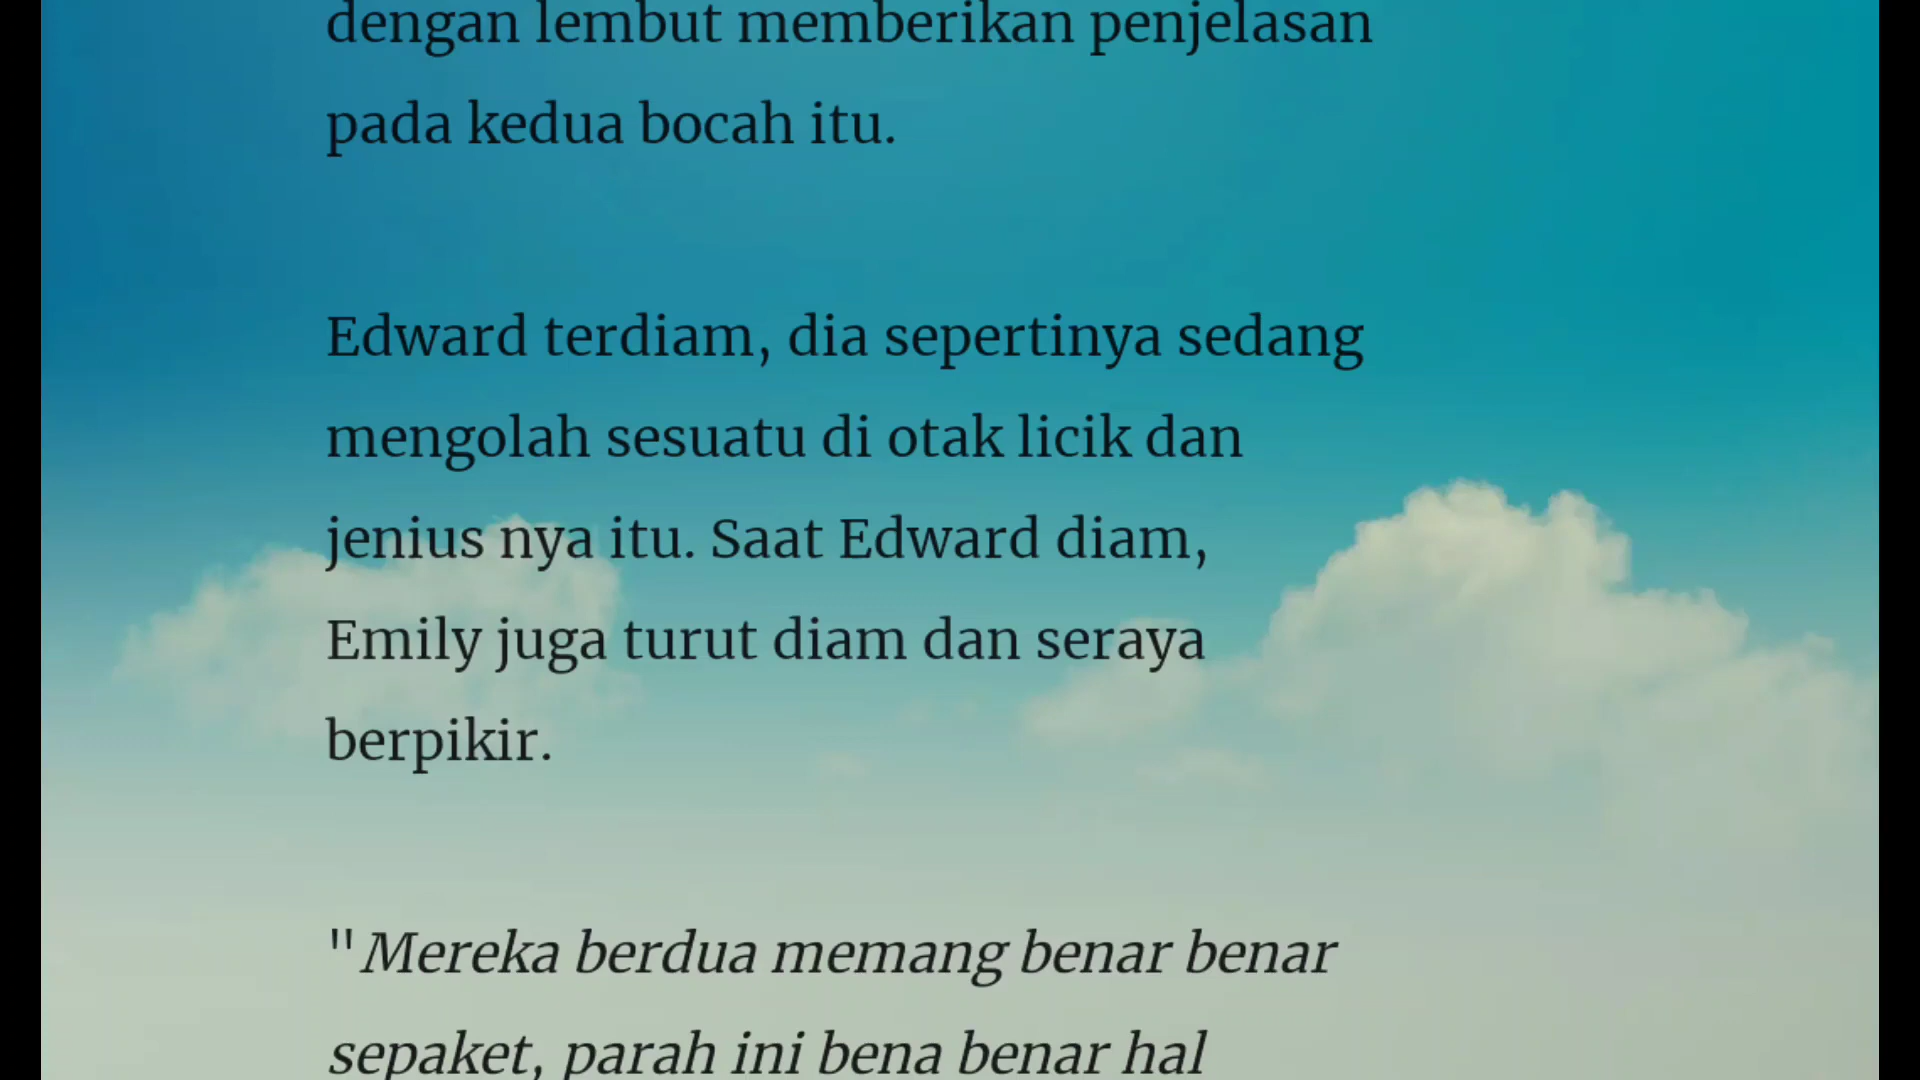 dengan lembut memberikan penjelasan
pada kedua bocah itu.
Edward terdiam, dia sepertinya sedang
mengolah sesuatu di otak licik dan
jenius nya itu. Saat Edward diam,
Emily juga turut diam dan seraya
berpikir.
"Mereka berdua memang benar benar
sepaket, parah ini bena benar hal